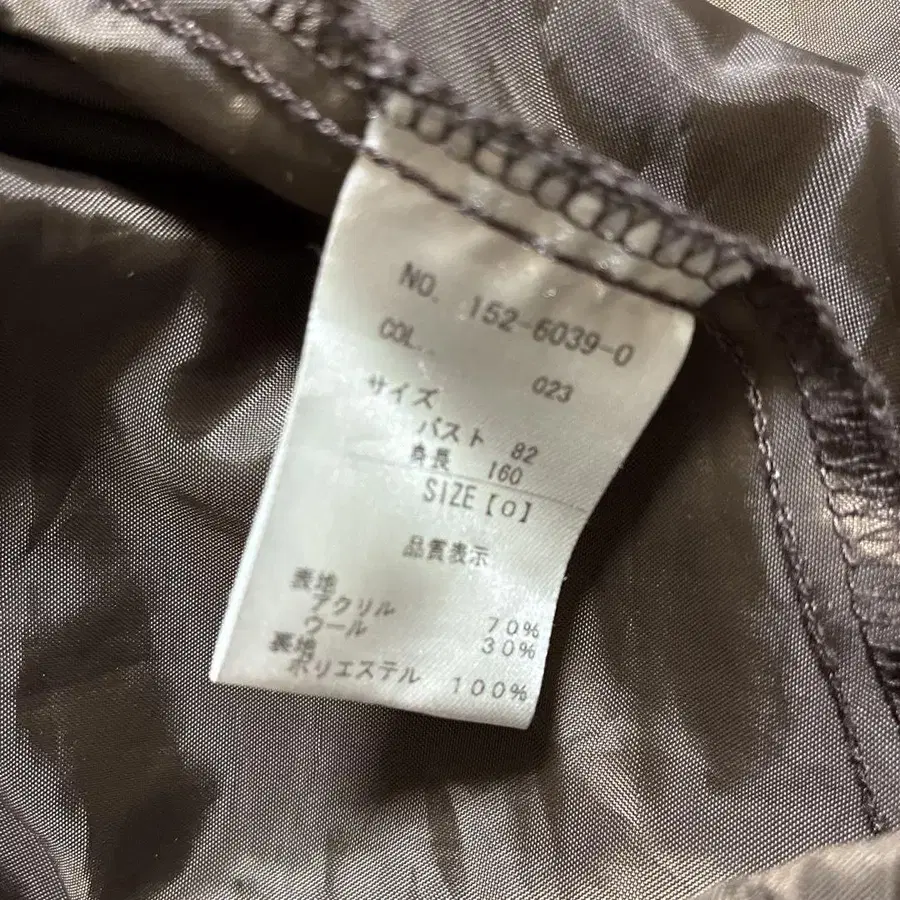 NO. 152-6039-0
COL.. 023
サイズ
バスト 82
身長 160
SIZE [0]
品質表示
表地
アクリル 70%
ウール 30%
裏地
ポリエステル 100%